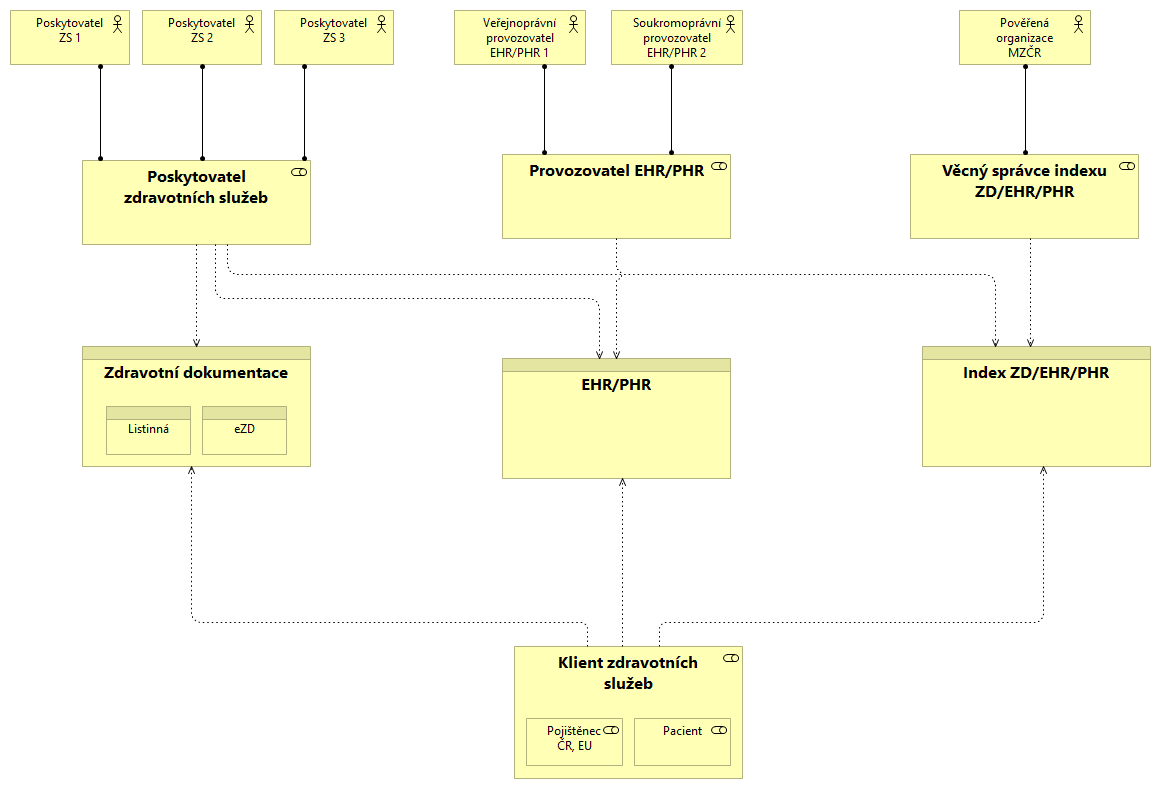 Poskytovatel
ZS 1
Poskytovatel
ZS 2
Poskytovatel
ZS 3
Veřejnoprávní
provozovatel
EHR/PHR 1
Soukromoprávní
provozovatel
EHR/PHR 2
Pověřená
organizace
MZČR
Poskytovatel
zdravotních služeb
Provozovatel EHR/PHR
Věcný správce indexu
ZD/EHR/PHR
Zdravotní dokumentace
Listinná
eZD
EHR/PHR
Index ZD/EHR/PHR
Klient zdravotních
služeb
Pojištěnec
ČR, EU
Pacient